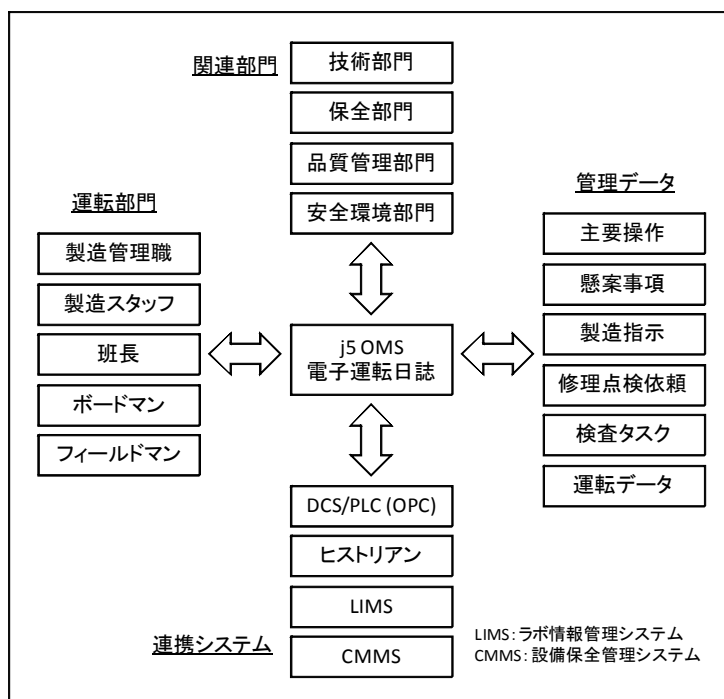 関連部門
技術部門
保全部門
品質管理部門
安全環境部門
運転部門
製造管理職
製造スタッフ
班長
ボードマン
フィールドマン
j5 OMS
電子運転日誌
管理データ
主要操作
懸案事項
製造指示
修理点検依頼
検査タスク
運転データ
DCS/PLC (OPC)
ヒストリアン
LIMS
CMMS
連携システム
LIMS：ラボ情報管理システム
CMMS：設備保全管理システム